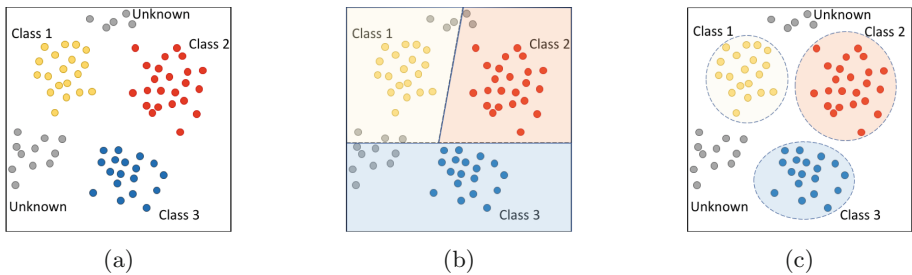 Unknown
Class 1
Class 2
Unknown
Class 3
(a)
Class 1
Class 2
Class 3
(b)
Unknown
Class 1
Class 2
Unknown
Class 3
(c)